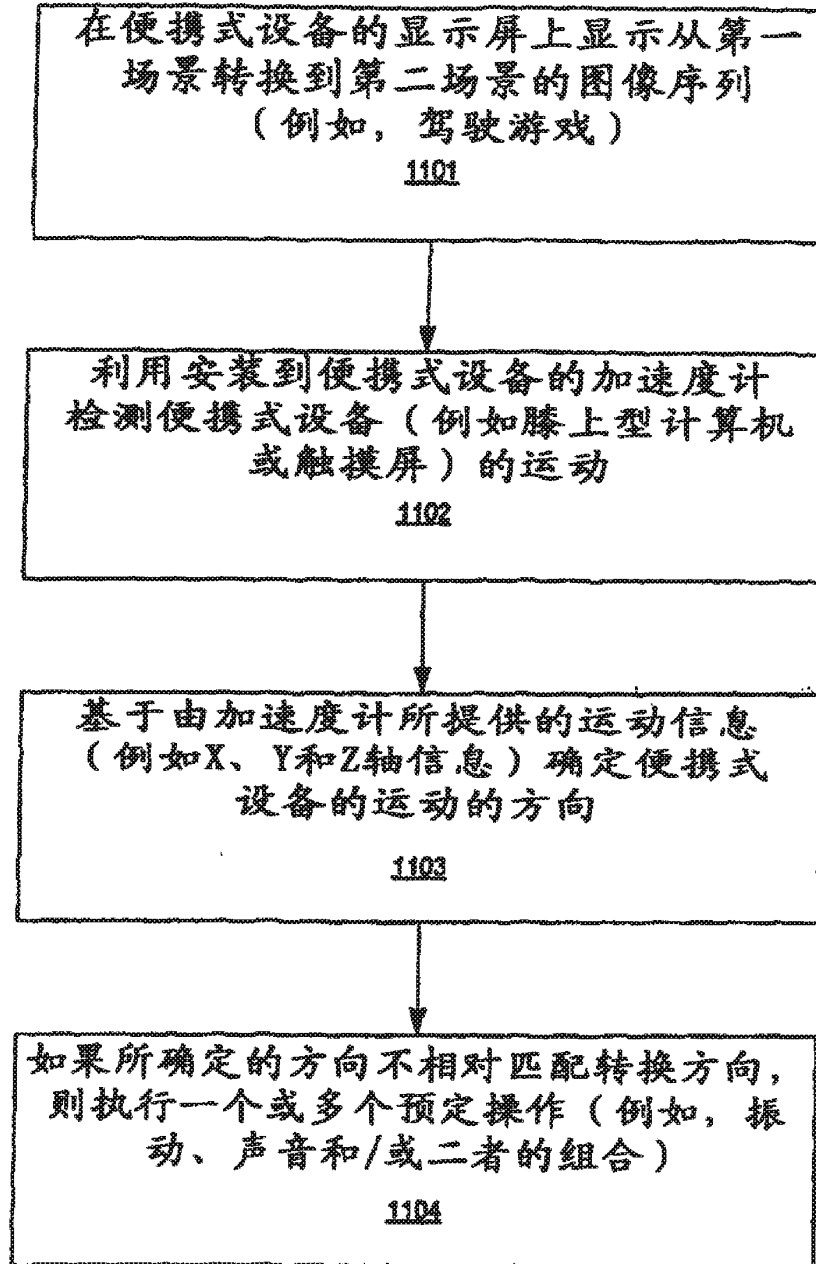 在便携式设备的显示屏上显示从第一
场景转换到第二场景的图像序列
(例如，驾驶游戏)
1101
利用安装到便携式设备的加速度计
检测便携式设备(例如膝上型计算机
或触摸屏)的运动
1102
基于由加速度计所提供的运动信息
(例如X、Y和Z轴信息)确定便携式
设备的运动的方向
1103
如果所确定的方向不相对匹配转换方向，
则执行一个或多个预定操作(例如，振
动、声音和/或二者的组合)
1104